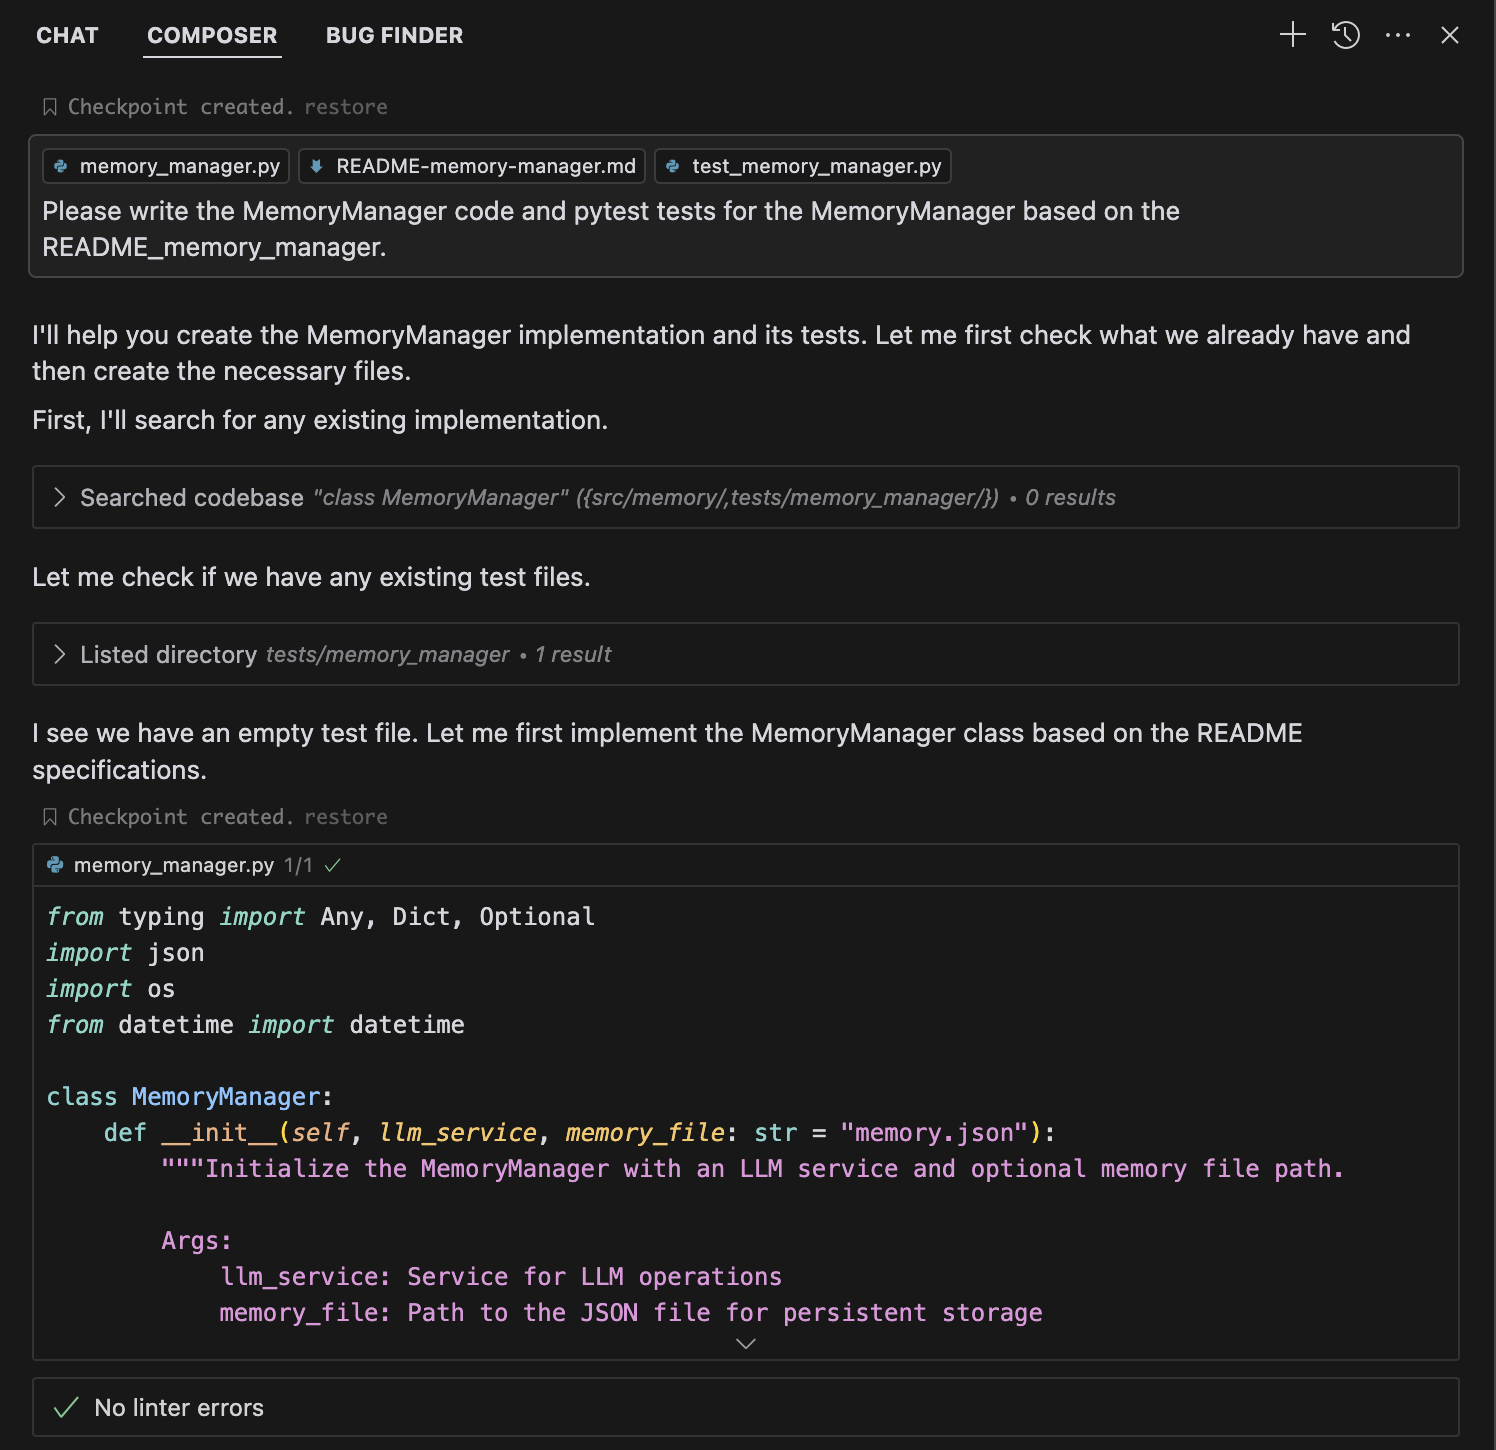 CHAT COMPOSER BUG FINDER
Checkpoint created. restore
memory_manager.py README-memory-manager.md test_memory_manager.py
Please write the MemoryManager code and pytest tests for the MemoryManager based on the
README_memory_manager.
I'll help you create the MemoryManager implementation and its tests. Let me first check what we already have and
then create the necessary files.
First, I'll search for any existing implementation.
Searched codebase "class MemoryManager" ({src/memory/,tests/memory_manager/}) • 0 results
Let me check if we have any existing test files.
Listed directory tests/memory_manager • 1 result
I see we have an empty test file. Let me first implement the MemoryManager class based on the README
specifications.
Checkpoint created. restore
memory_manager.py 1/1
from typing import Any, Dict, Optional
import json
import os
from datetime import datetime
class MemoryManager:
    def __init__(self, llm_service, memory_file: str = "memory.json"):
        """Initialize the MemoryManager with an LLM service and optional memory file path.
        Args:
            llm_service: Service for LLM operations
            memory_file: Path to the JSON file for persistent storage
No linter errors